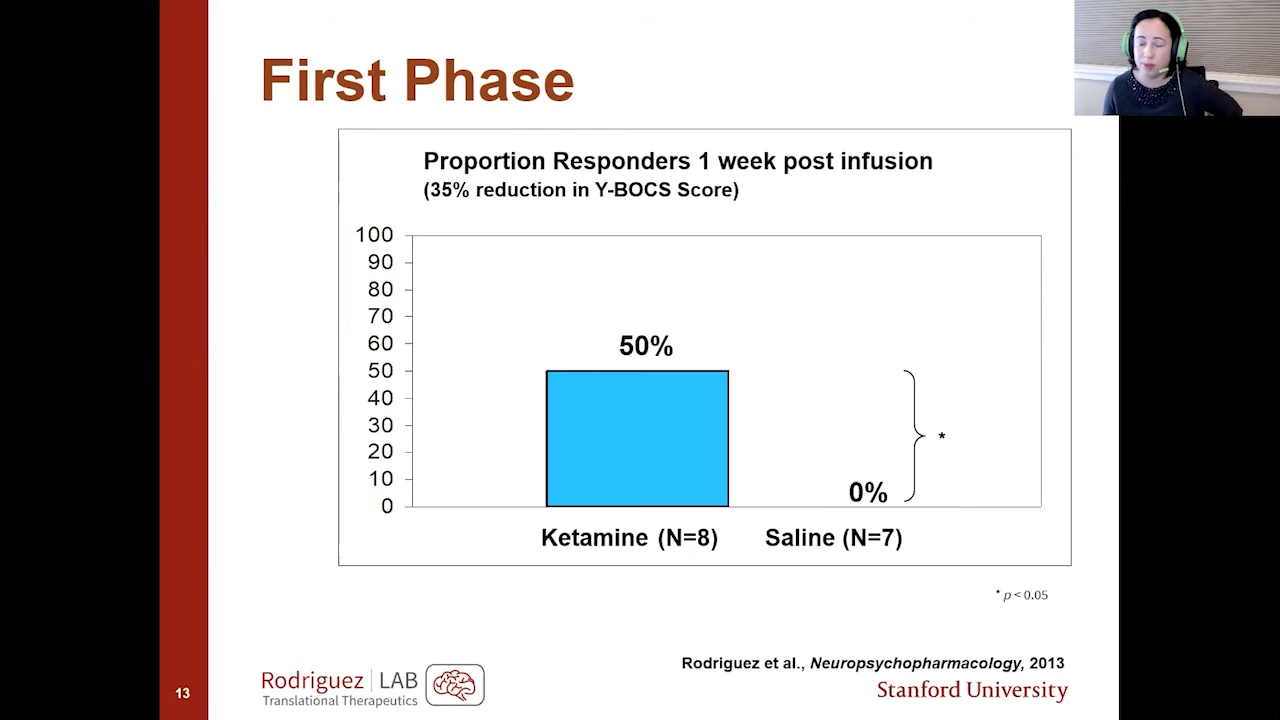 First Phase
Proportion Responders 1 week post infusion
(35% reduction in Y-BOCS Score)
100
90
80
70
60
50
40
30
20
10
0
50%
0%
*
Ketamine (N=8)
Saline (N=7)
* p < 0.05
Rodriguez et al., Neuropsychopharmacology, 2013
Rodriguez | LAB
Translational Therapeutics
Stanford University
13